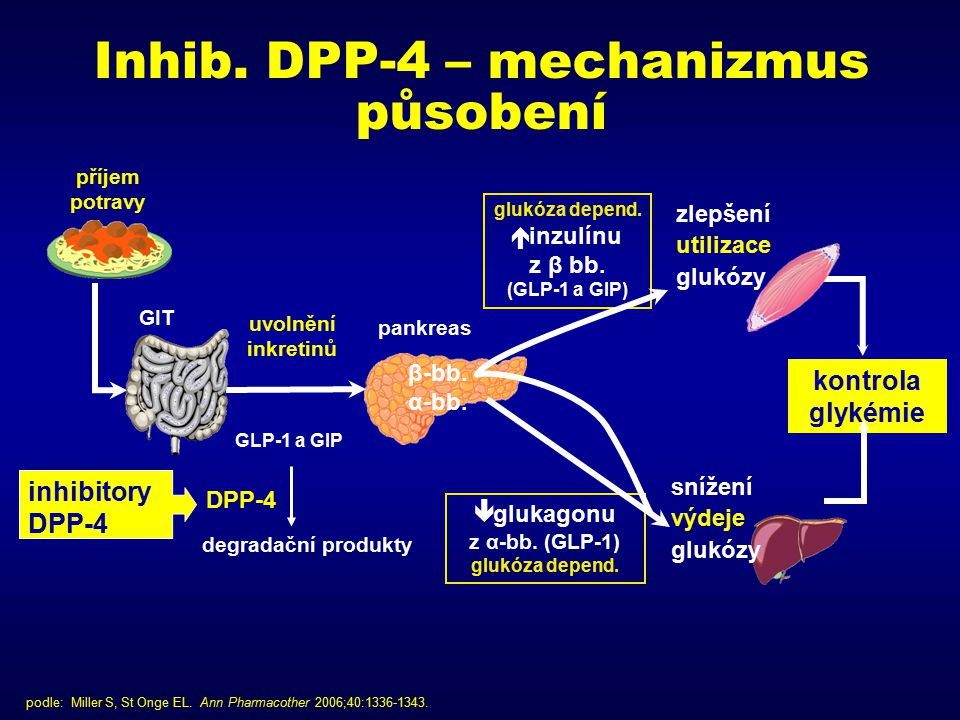 Inhib. DPP-4 – mechanizmus
působení
příjem
potravy
GIT
uvolnění
inkretinů
GLP-1 a GIP
pankreas
β-bb.
α-bb.
glukóza depend.
🡩inzulínu
z β bb.
(GLP-1 a GIP)
zlepšení
utilizace
glukózy
kontrola
glykémie
inhibitory
DPP-4
DPP-4
degradační produkty
🡫glukagonu
z α-bb. (GLP-1)
glukóza depend.
snížení
výdeje
glukózy
podle: Miller S, St Onge EL. Ann Pharmacother 2006;40:1336-1343.